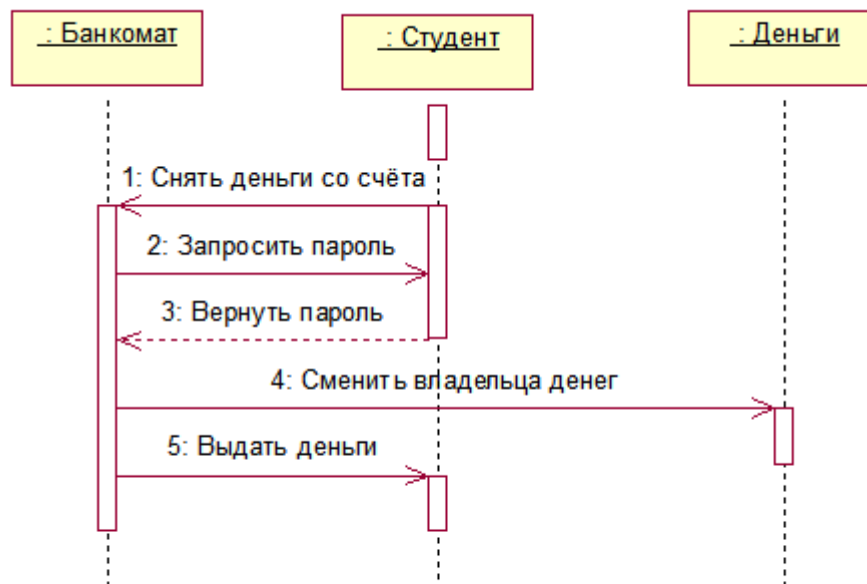 : Банкомат
: Студент
: Деньги
1: Снять деньги со счёта
2: Запросить пароль
3: Вернуть пароль
4: Сменить владельца денег
5: Выдать деньги